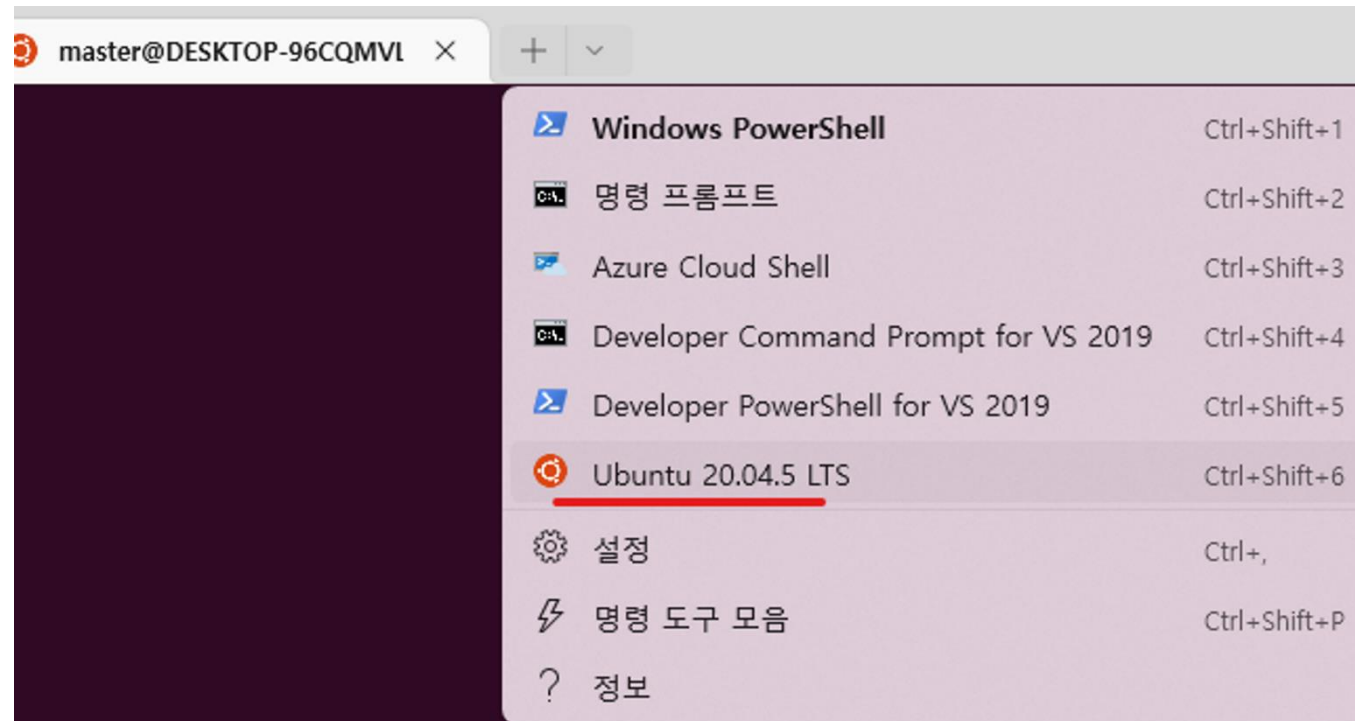 master@DESKTOP-96CQMVL
Windows PowerShell Ctrl+Shift+1
명령 프롬프트 Ctrl+Shift+2
Azure Cloud Shell Ctrl+Shift+3
Developer Command Prompt for VS 2019 Ctrl+Shift+4
Developer PowerShell for VS 2019 Ctrl+Shift+5
Ubuntu 20.04.5 LTS Ctrl+Shift+6
설정 Ctrl+,
명령 도구 모음 Ctrl+Shift+P
정보